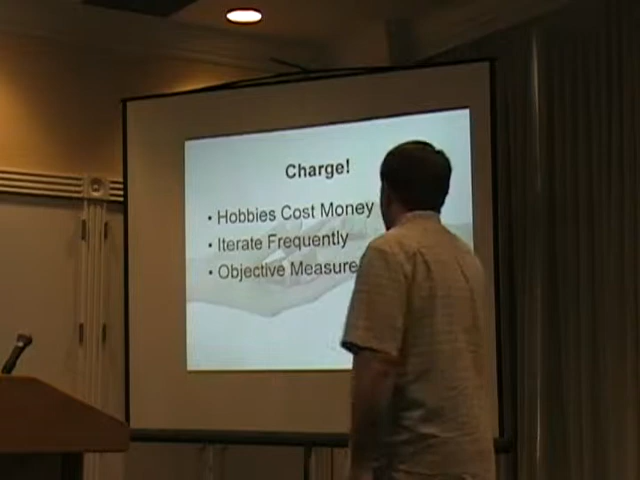 Charge!
• Hobbies Cost Money
• Iterate Frequently
• Objective Measure